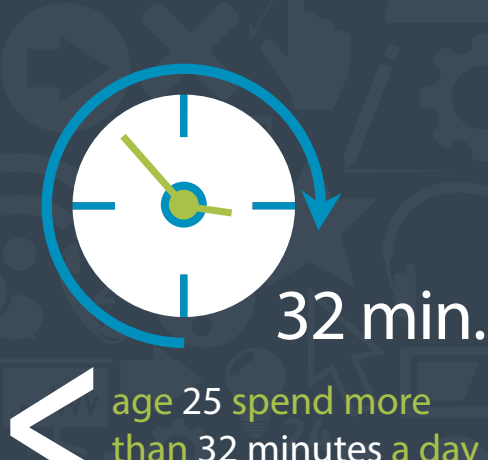 32 min.
< age 25 spend more
than 32 minutes a day